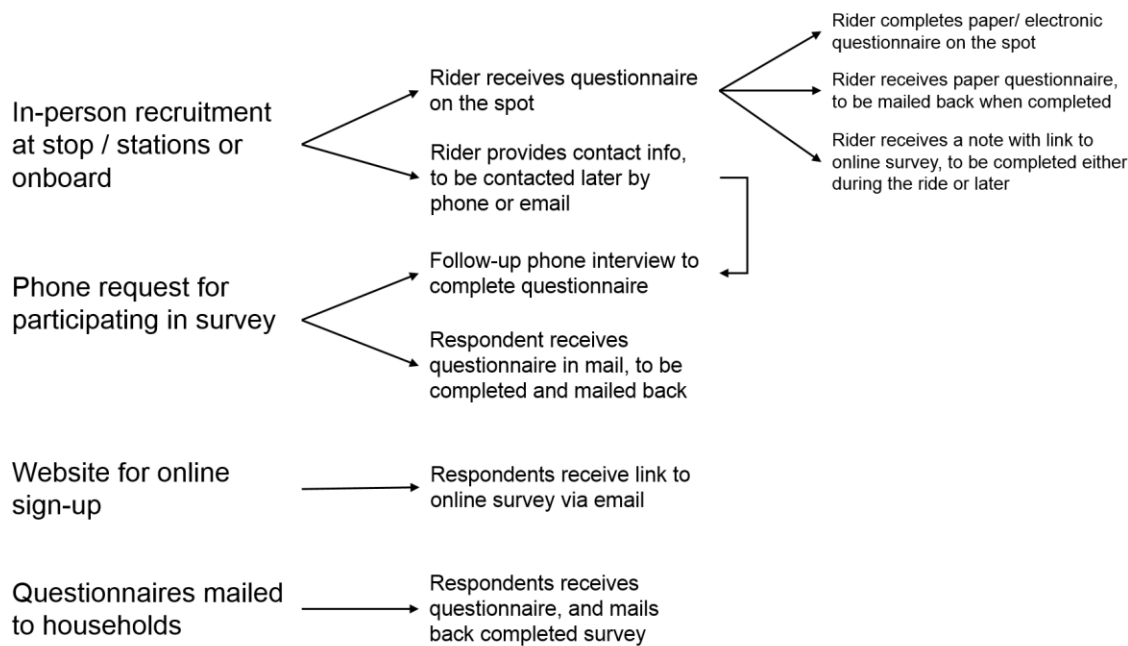 In-person recruitment
at stop / stations or
onboard
Rider receives questionnaire
on the spot
Rider completes paper/ electronic
questionnaire on the spot
Rider receives paper questionnaire,
to be mailed back when completed
Rider receives a note with link to
online survey, to be completed either
during the ride or later
Rider provides contact info,
to be contacted later by
phone or email
Phone request for
participating in survey
Follow-up phone interview to
complete questionnaire
Respondent receives
questionnaire in mail, to be
completed and mailed back
Website for online
sign-up
Respondents receive link to
online survey via email
Questionnaires mailed
to households
Respondents receives
questionnaire, and mails
back completed survey